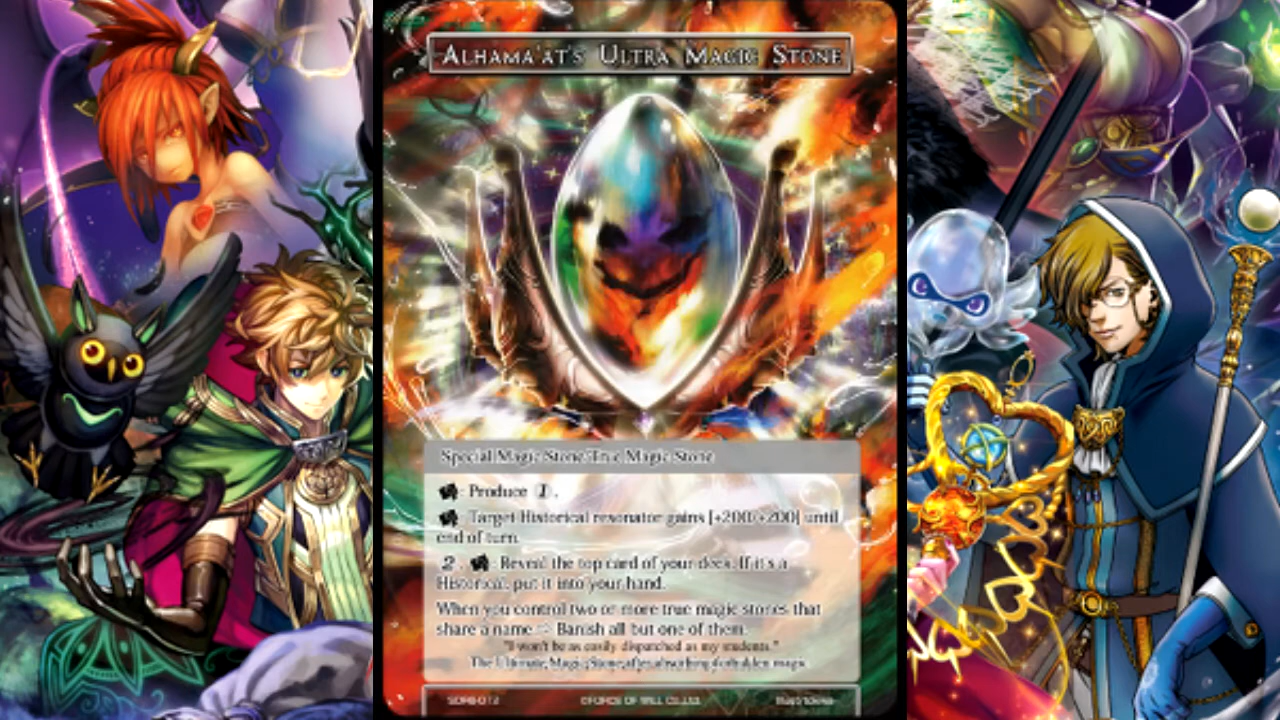 Alhama'at's Ultra Magic Stone
Special Magic Stone/True Magic Stone
: Produce 1.
: Target Historical resonator gains [+200/+200] until
end of turn.
2, : Reveal the top card of your deck. If it's a
Historical, put it into your hand.
When you control two or more true magic stones that
share a name ⇨ Banish all but one of them.
"I won't be as easily dispatched as my students."
The Ultimate Magic Stone after absorbing forbidden magic
©FORCE OF WILL CO.,LTD.